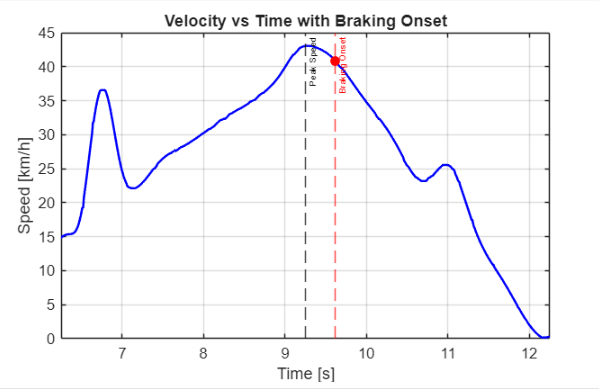 Velocity vs Time with Braking Onset
45
40
35
30
25
20
15
10
5
0
Speed [km/h]
Peak Speed
Braking Onset
7 8 9 10 11 12
Time [s]